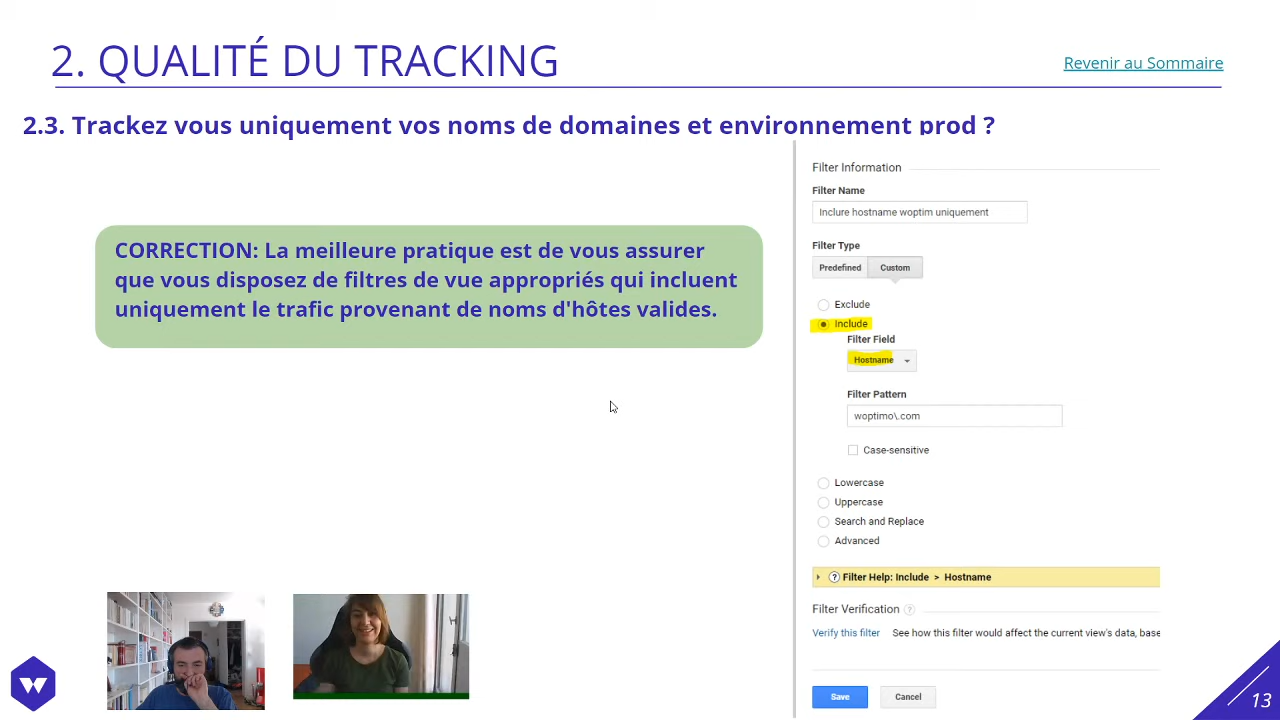 2. QUALITÉ DU TRACKING
Revenir au Sommaire
2.3. Trackez vous uniquement vos noms de domaines et environnement prod ?
CORRECTION: La meilleure pratique est de vous assurer
que vous disposez de filtres de vue appropriés qui incluent
uniquement le trafic provenant de noms d'hôtes valides.
Filter Information
Filter Name
Inclure hostname woptim uniquement
Filter Type
Predefined
Custom
Exclude
Include
Filter Field
Hostname
Filter Pattern
woptimo\.com
Case-sensitive
Lowercase
Uppercase
Search and Replace
Advanced
? Filter Help: Include > Hostname
Filter Verification ?
Verify this filter See how this filter would affect the current view's data, base
Save
Cancel
13